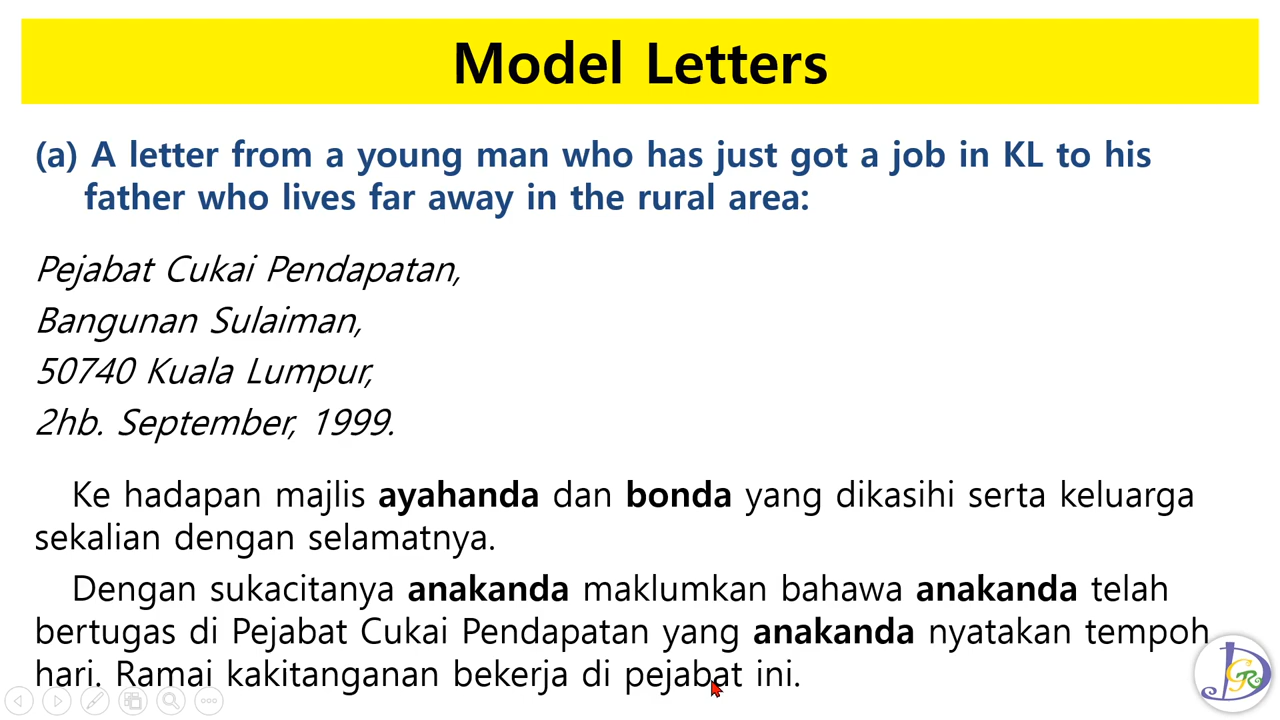 Model Letters
(a) A letter from a young man who has just got a job in KL to his
father who lives far away in the rural area:
Pejabat Cukai Pendapatan,
Bangunan Sulaiman,
50740 Kuala Lumpur,
2hb. September, 1999.
Ke hadapan majlis ayahanda dan bonda yang dikasihi serta keluarga
sekalian dengan selamatnya.
Dengan sukacitanya anakanda maklumkan bahawa anakanda telah
bertugas di Pejabat Cukai Pendapatan yang anakanda nyatakan tempoh
hari. Ramai kakitanganan bekerja di pejabat ini.